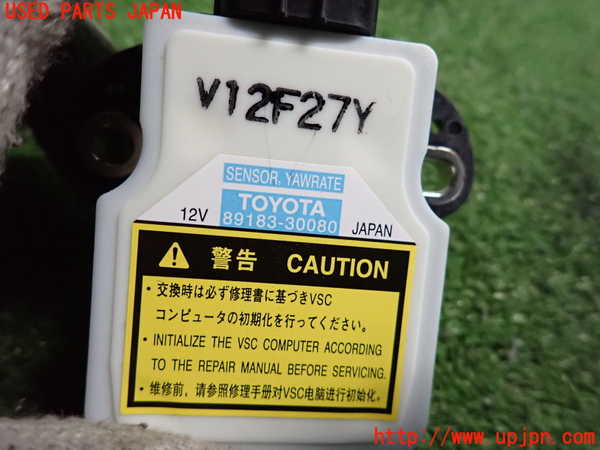 USED PARTS JAPAN
V12F27Y
SENSOR, YAWRATE
TOYOTA
12V 89183-30080 JAPAN
警告 CAUTION
・交換時は必ず修理書に基づきVSC
コンピュータの初期化を行ってください。
・INITIALIZE THE VSC COMPUTER ACCORDING
TO THE REPAIR MANUAL BEFORE SERVICING.
・维修前，请参照修理手册对VSC电脑进行初始化。
http://www.upjpn.com/